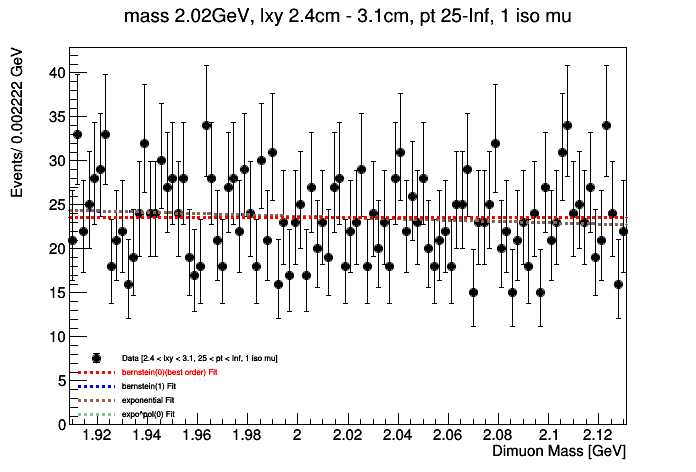 mass 2.02GeV, lxy 2.4cm - 3.1cm, pt 25-Inf, 1 iso mu
Events/ 0.002222 GeV
40
35
30
25
20
15
10
5
0
Data [2.4 < lxy < 3.1, 25 < pt < Inf, 1 iso mu]
bernstein(0)(best order) Fit
bernstein(1) Fit
exponential Fit
expo*pol(0) Fit
1.92 1.94 1.96 1.98 2 2.02 2.04 2.06 2.08 2.1 2.12
Dimuon Mass [GeV]